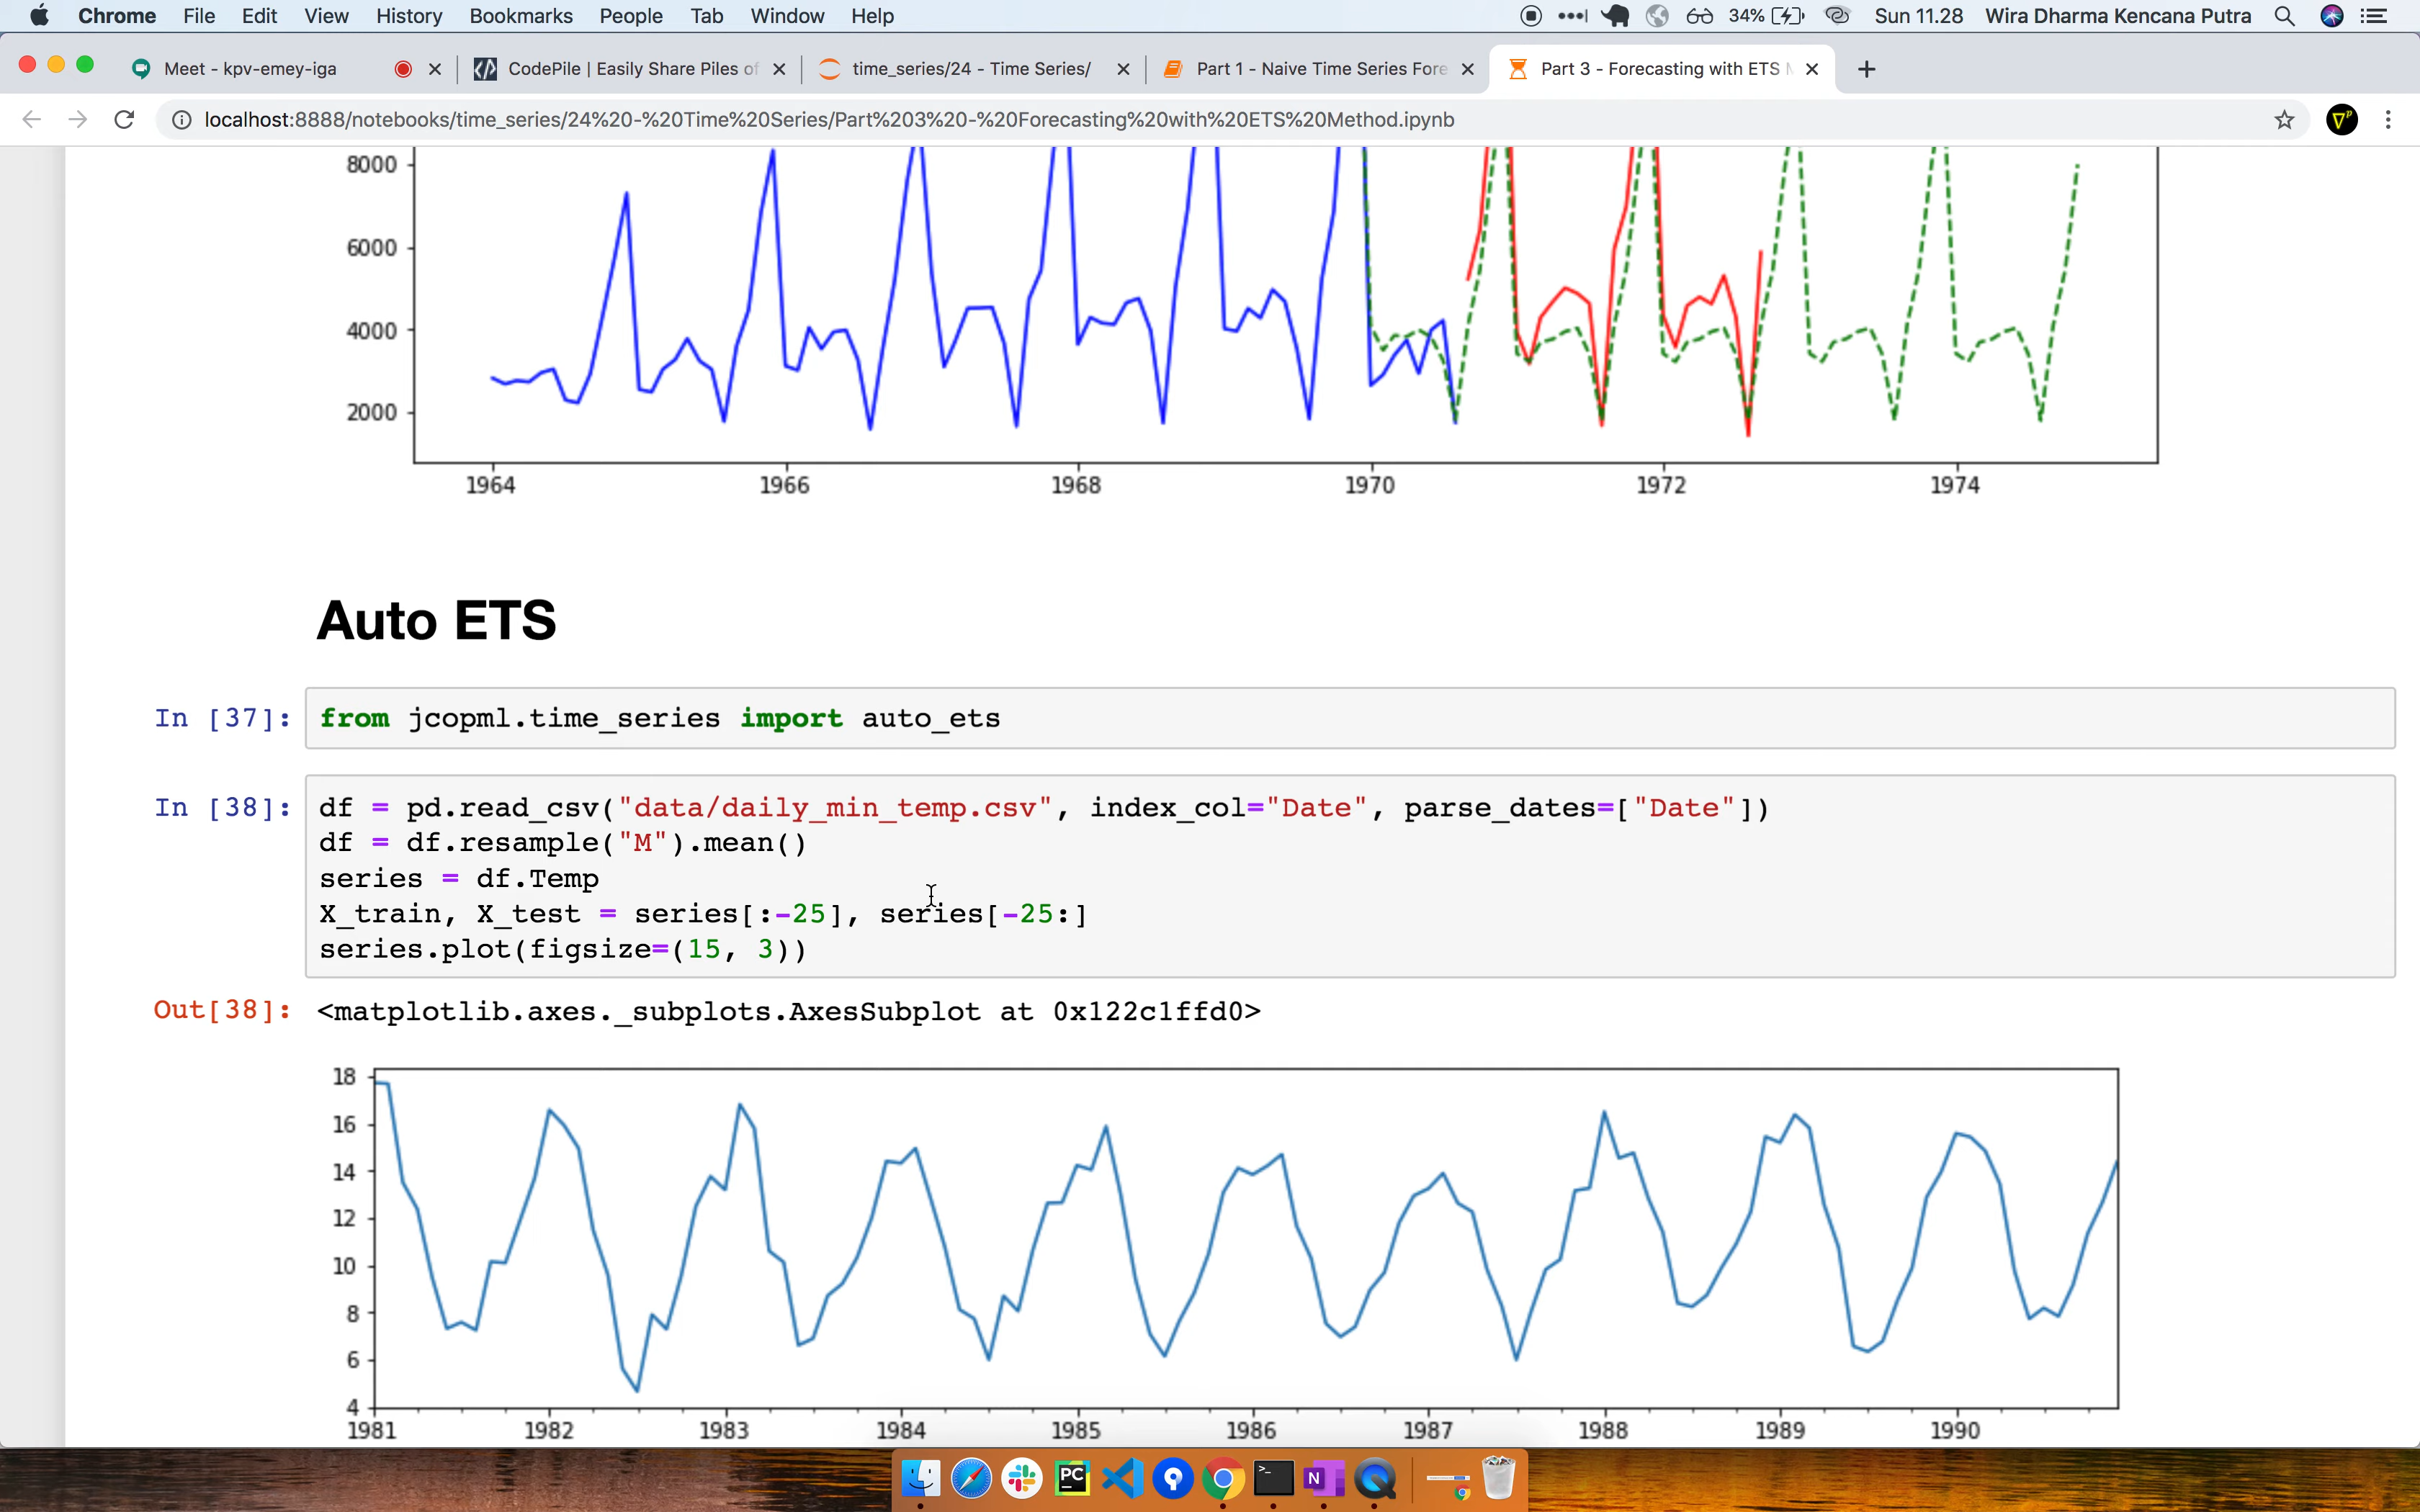 Chrome File Edit View History Bookmarks People Tab Window Help 34% Sun 11.28 Wira Dharma Kencana Putra
Meet - kpv-emey-iga CodePile | Easily Share Piles of time_series/24 - Time Series/ Part 1 - Naive Time Series Fore Part 3 - Forecasting with ETS M
localhost:8888/notebooks/time_series/24%20-%20Time%20Series/Part%203%20-%20Forecasting%20with%20ETS%20Method.ipynb
8000
6000
4000
2000
1964 1966 1968 1970 1972 1974
Auto ETS
In [37]: from jcopml.time_series import auto_ets
In [38]: df = pd.read_csv("data/daily_min_temp.csv", index_col="Date", parse_dates=["Date"])
df = df.resample("M").mean()
series = df.Temp
X_train, X_test = series[:-25], series[-25:]
series.plot(figsize=(15, 3))
Out[38]: <matplotlib.axes._subplots.AxesSubplot at 0x122c1ffd0>
18
16
14
12
10
8
6
4
1981 1982 1983 1984 1985 1986 1987 1988 1989 1990
PC
N